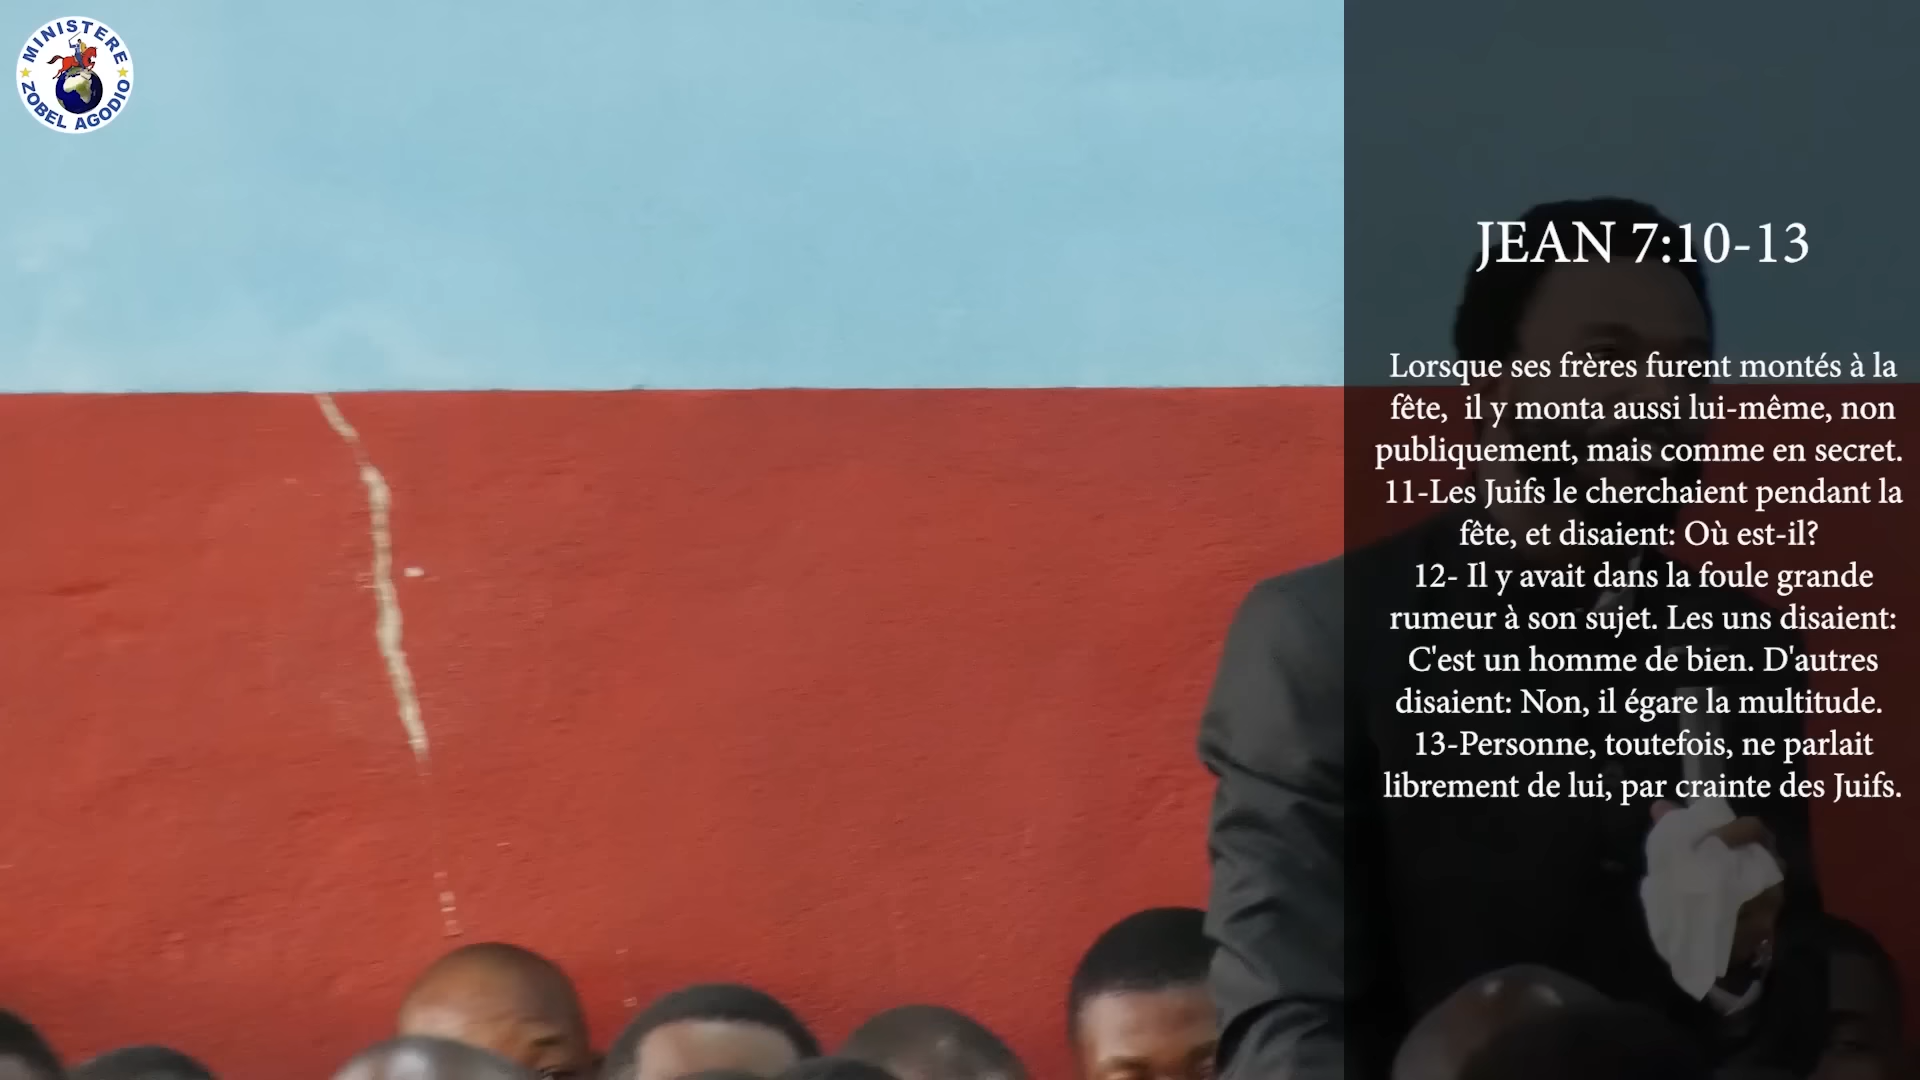 MINISTERE
ZOBEL AGODIO
JEAN 7:10-13
Lorsque ses frères furent montés à la
fête,  il y monta aussi lui-même, non
publiquement, mais comme en secret.
11-Les Juifs le cherchaient pendant la
fête, et disaient: Où est-il?
12- Il y avait dans la foule grande
rumeur à son sujet. Les uns disaient:
C'est un homme de bien. D'autres
disaient: Non, il égare la multitude.
13-Personne, toutefois, ne parlait
librement de lui, par crainte des Juifs.